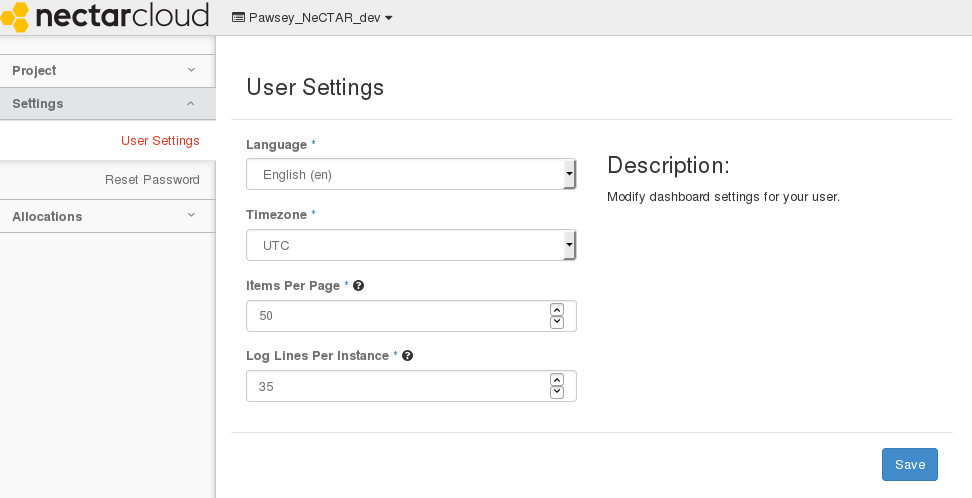 nectarcloud Pawsey_NeCTAR_dev
Project
Settings
User Settings
Reset Password
Allocations
User Settings
Language *
English (en)
Timezone *
UTC
Items Per Page *
50
Log Lines Per Instance *
35
Description:
Modify dashboard settings for your user.
Save